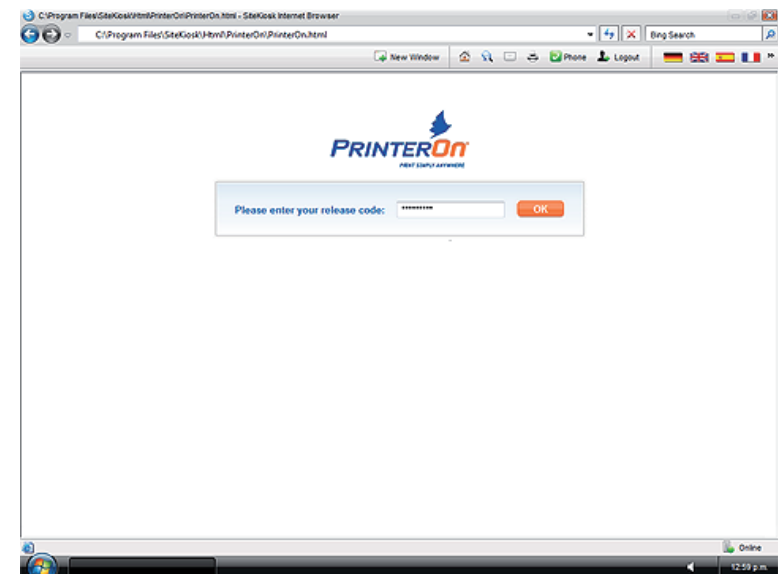 C:\Program Files\SiteKiosk\Html\PrinterOn\PrinterOn.html - SiteKiosk Internet Browser
C:\Program Files\SiteKiosk\Html\PrinterOn\PrinterOn.html
Bing Search
New Window
Phone
Logout
PRINTERON
PRINT SIMPLY ANYWHERE
Please enter your release code:
*********
OK
Online
12:59 p.m.